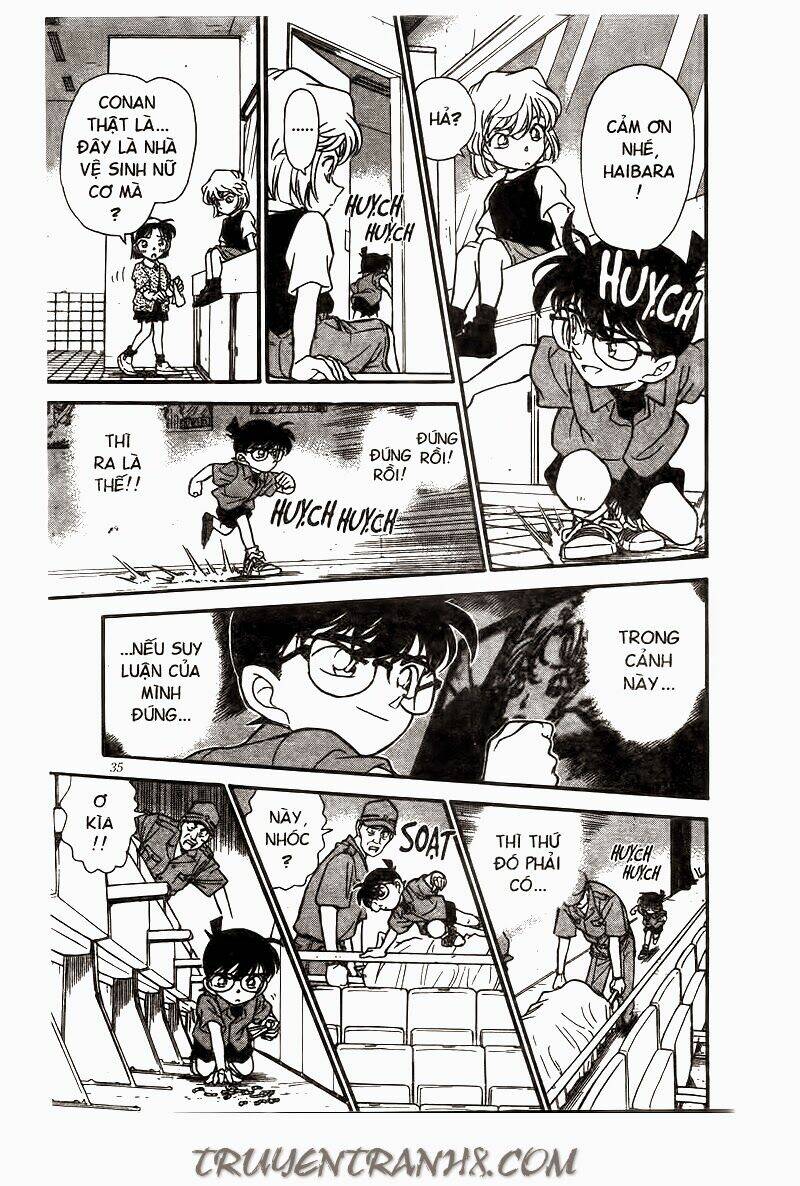 CẢM ƠN
NHÉ,
HAIBARA
!
HUỴCH
HẢ?
......
HUỴCH
HUỴCH
CONAN
THẬT LÀ...
ĐÂY LÀ NHÀ
VỆ SINH NỮ
CƠ MÀ
?
ĐÚNG
RỒI!
ĐÚNG
RỒI!
HUỴCH HUỴCH
THÌ
RA LÀ
THẾ!!
TRONG
CẢNH
NÀY...
...NẾU SUY
LUẬN CỦA
MÌNH
ĐÚNG...
35
THÌ THỨ
ĐÓ PHẢI
CÓ...
HUỴCH
HUỴCH
SOẠT
NÀY,
NHÓC
?
Ơ
KÌA
!!
TRUYENTRANH8.COM